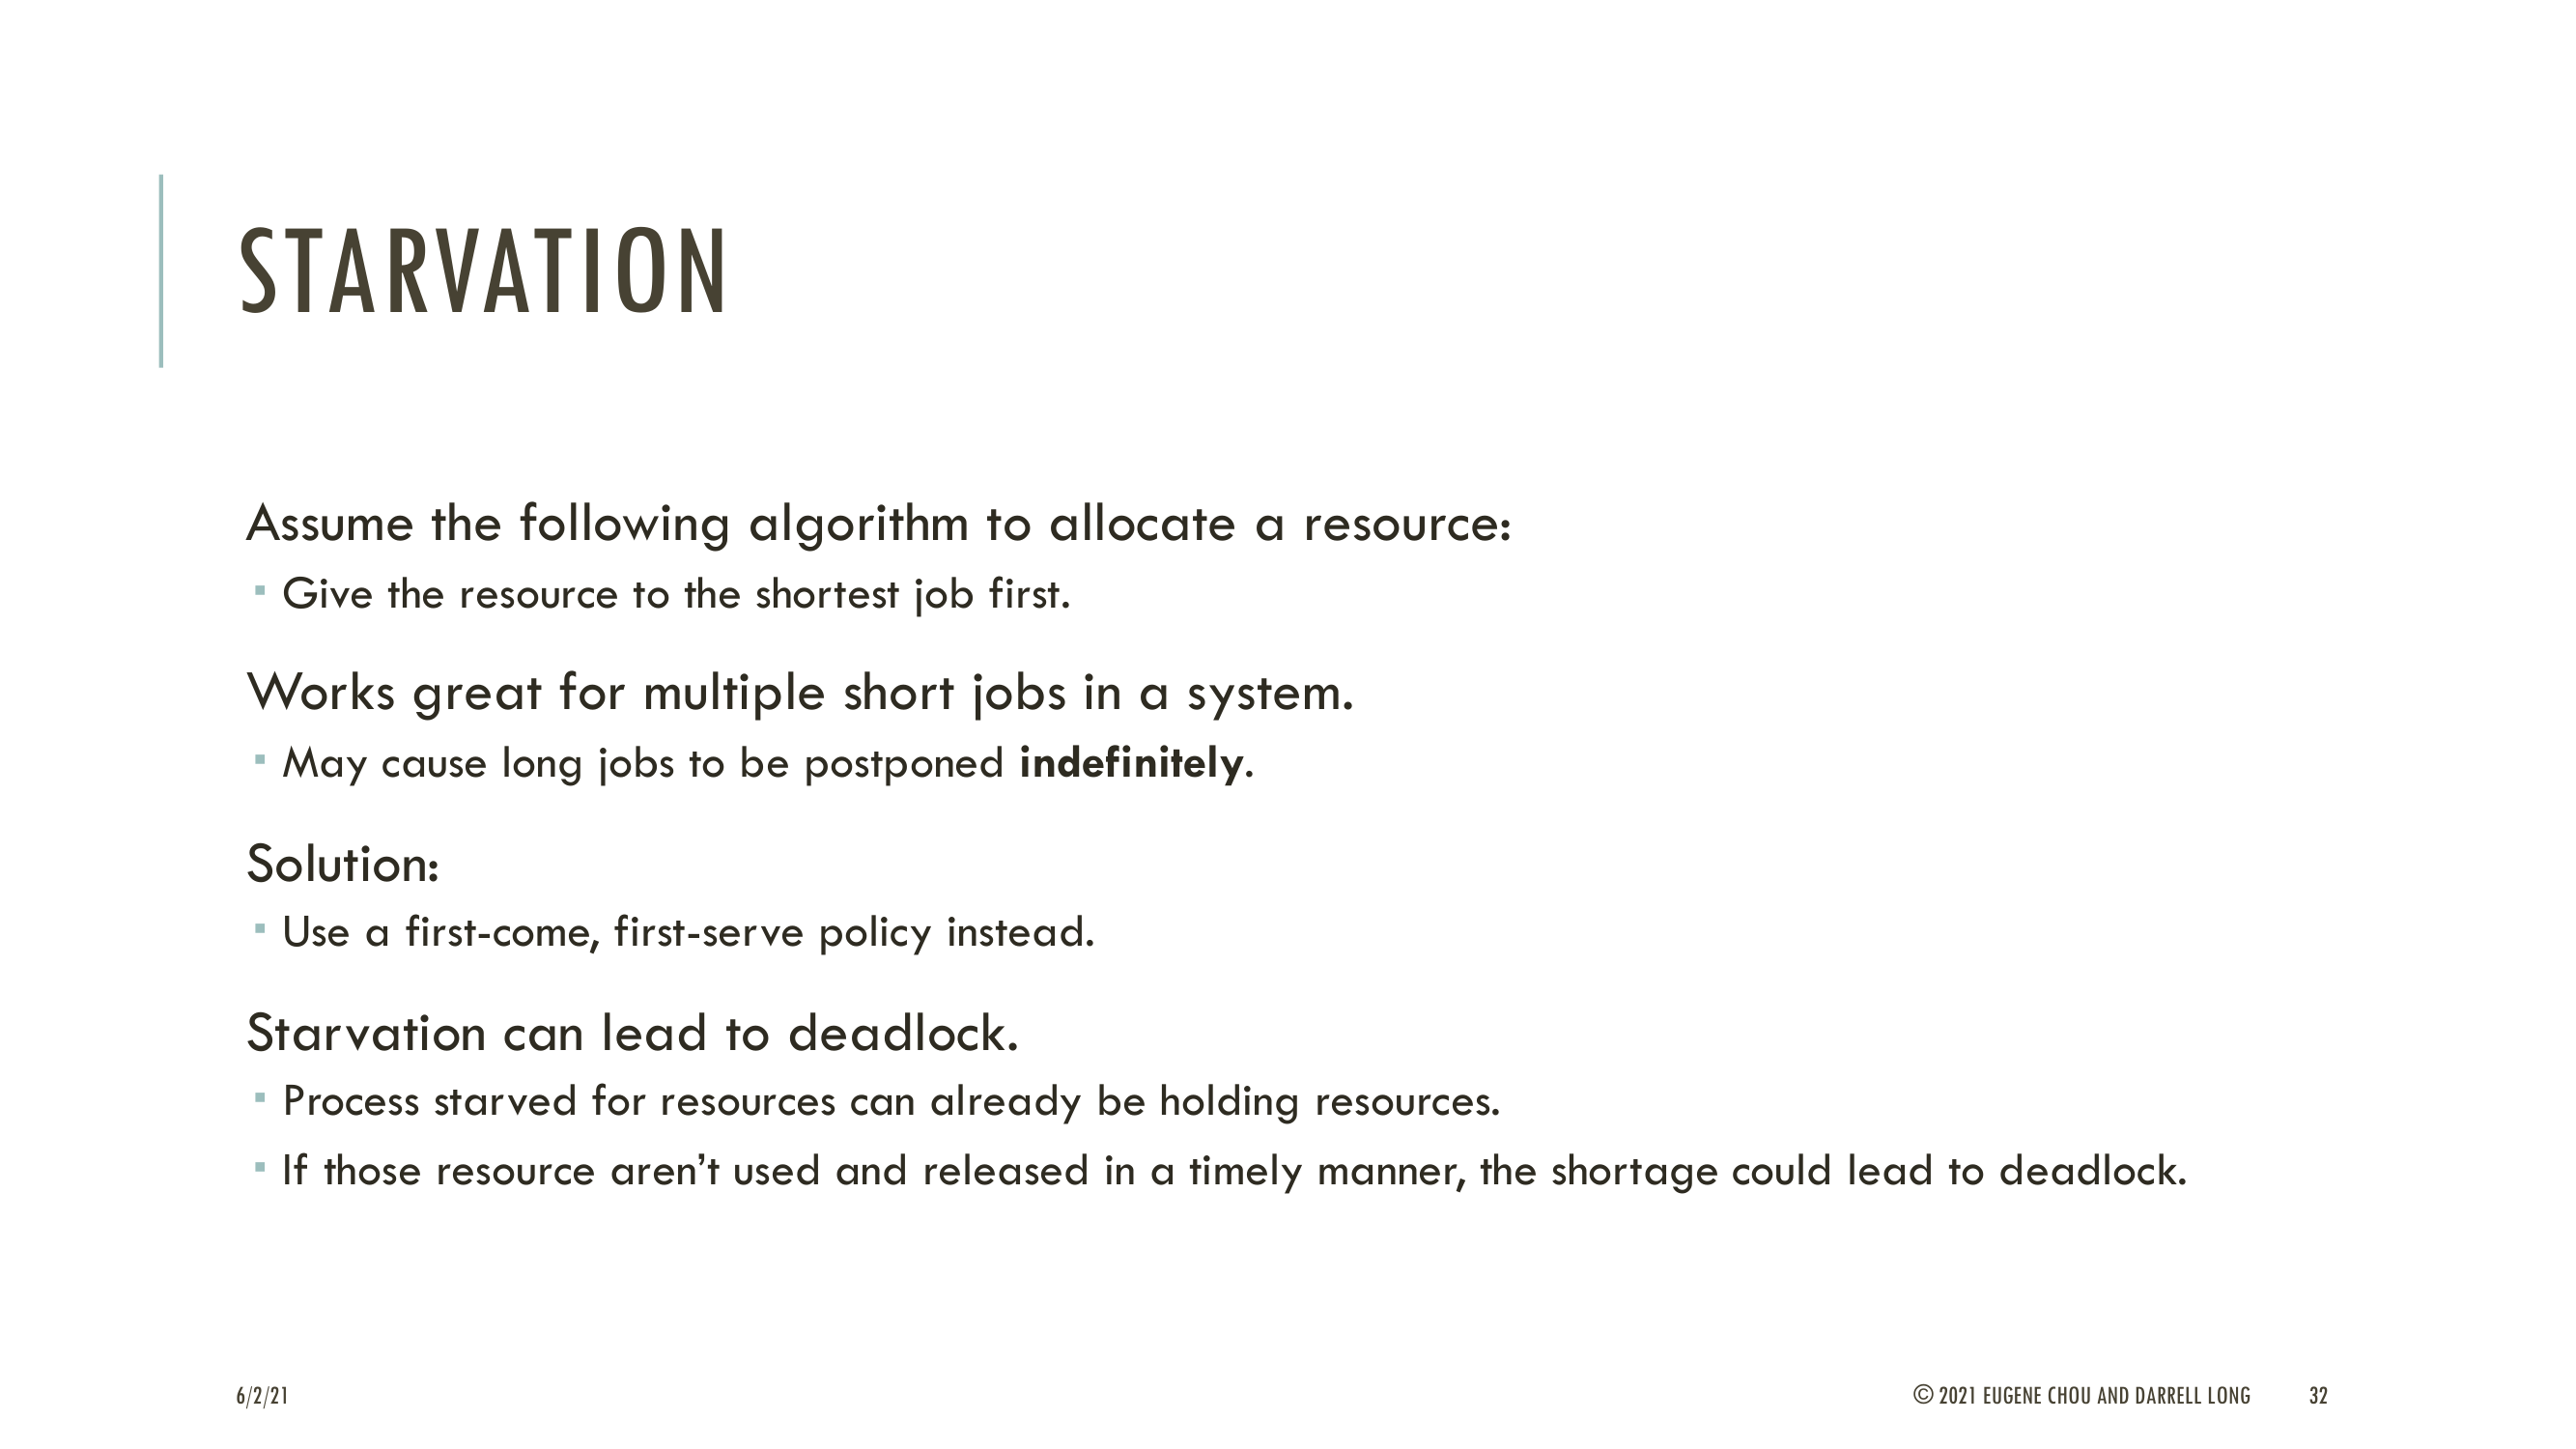 STARVATION
Assume the following algorithm to allocate a resource:
▪ Give the resource to the shortest job first.
Works great for multiple short jobs in a system.
▪ May cause long jobs to be postponed indefinitely.
Solution:
▪ Use a first-come, first-serve policy instead.
Starvation can lead to deadlock.
▪ Process starved for resources can already be holding resources.
▪ If those resource aren’t used and released in a timely manner, the shortage could lead to deadlock.
6/2/21
© 2021 EUGENE CHOU AND DARRELL LONG
32